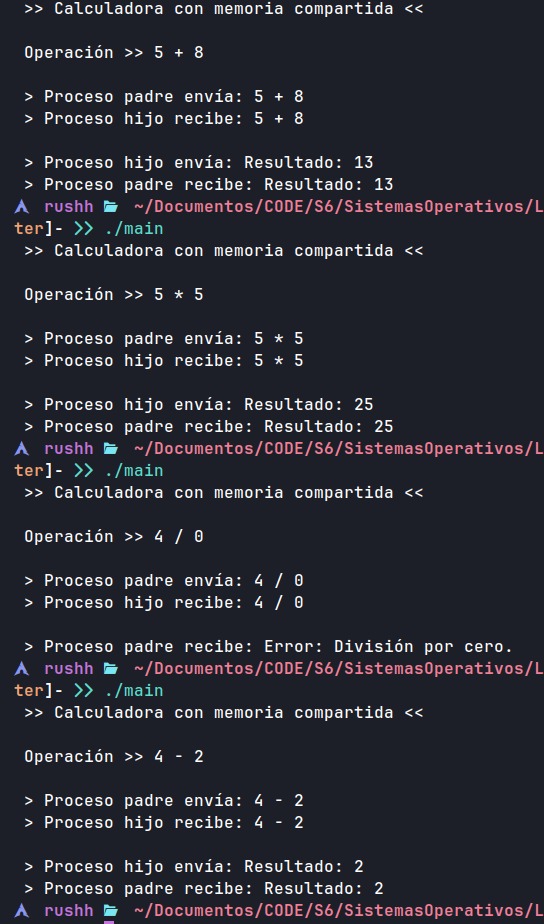 >> Calculadora con memoria compartida <<
Operación >> 5 + 8
> Proceso padre envía: 5 + 8
> Proceso hijo recibe: 5 + 8
> Proceso hijo envía: Resultado: 13
> Proceso padre recibe: Resultado: 13
rushh ~/Documentos/CODE/S6/SistemasOperativos/L
ter]- >> ./main
>> Calculadora con memoria compartida <<
Operación >> 5 * 5
> Proceso padre envía: 5 * 5
> Proceso hijo recibe: 5 * 5
> Proceso hijo envía: Resultado: 25
> Proceso padre recibe: Resultado: 25
rushh ~/Documentos/CODE/S6/SistemasOperativos/L
ter]- >> ./main
>> Calculadora con memoria compartida <<
Operación >> 4 / 0
> Proceso padre envía: 4 / 0
> Proceso hijo recibe: 4 / 0
> Proceso padre recibe: Error: División por cero.
rushh ~/Documentos/CODE/S6/SistemasOperativos/L
ter]- >> ./main
>> Calculadora con memoria compartida <<
Operación >> 4 - 2
> Proceso padre envía: 4 - 2
> Proceso hijo recibe: 4 - 2
> Proceso hijo envía: Resultado: 2
> Proceso padre recibe: Resultado: 2
rushh ~/Documentos/CODE/S6/SistemasOperativos/L